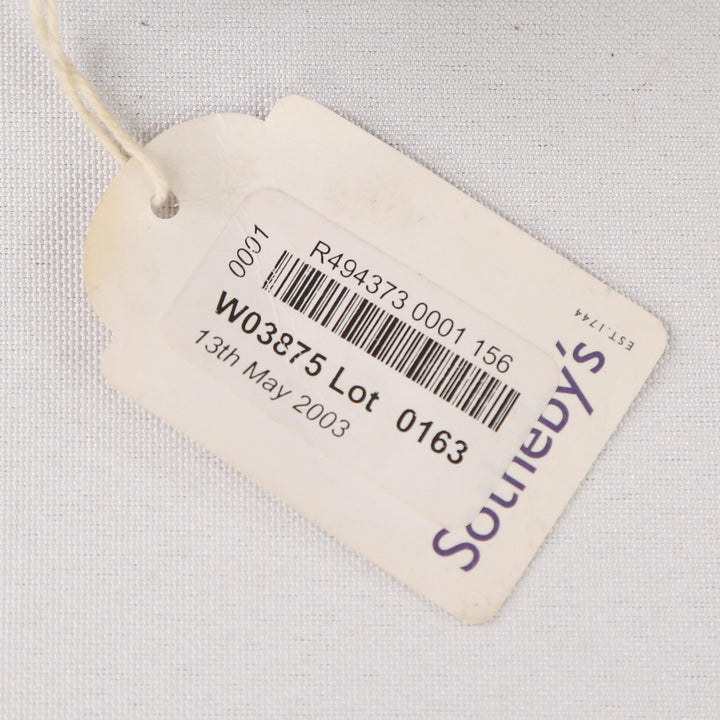 0001
R494373 0001 156
W03875 Lot 0163
13th May 2003
Sotheby's
EST. 1744